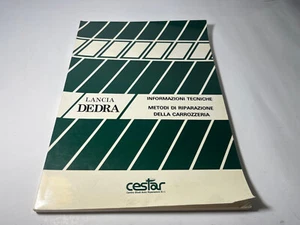 LANCIA
DEDRA
INFORMAZIONI TECNICHE
METODI DI RIPARAZIONE
DELLA CARROZZERIA
cestar